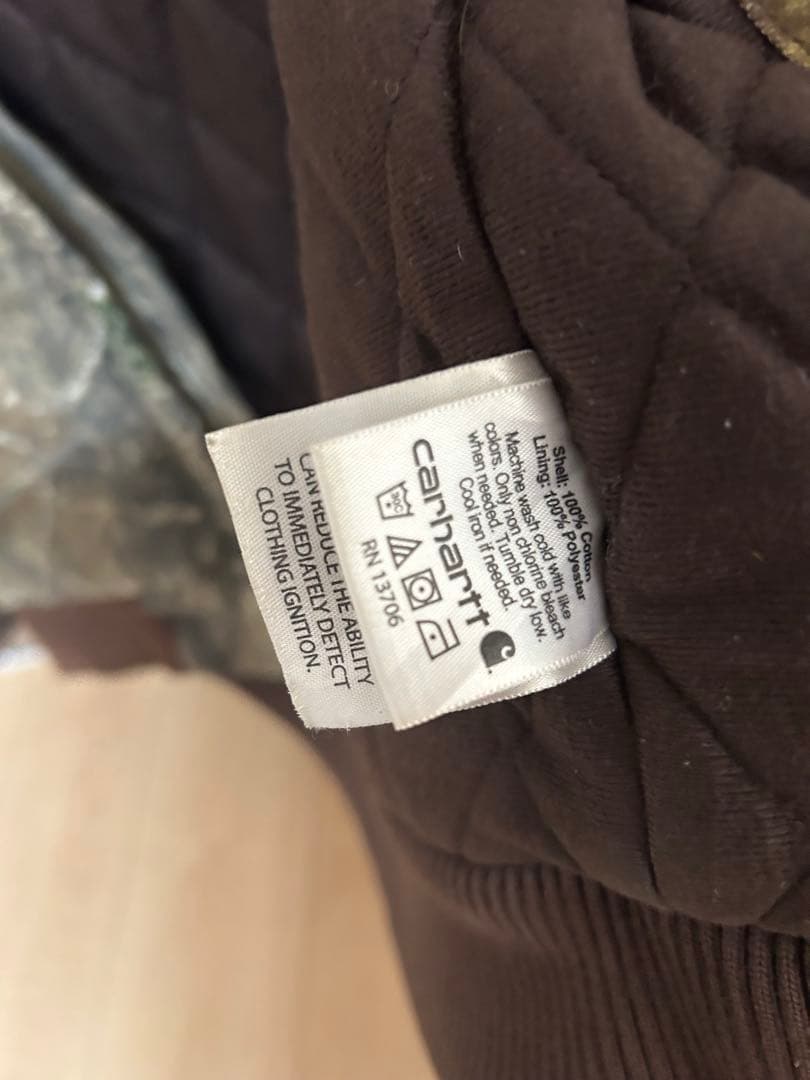 Shell: 100% Cotton
Lining: 100% Polyester
Machine wash cold with like
colors. Only non chlorine bleach
when needed. Tumble dry low.
Cool iron if needed.
carhartt
30C
RN 13706
CAN REDUCE THE ABILITY
TO IMMEDIATELY DETECT
CLOTHING IGNITION.